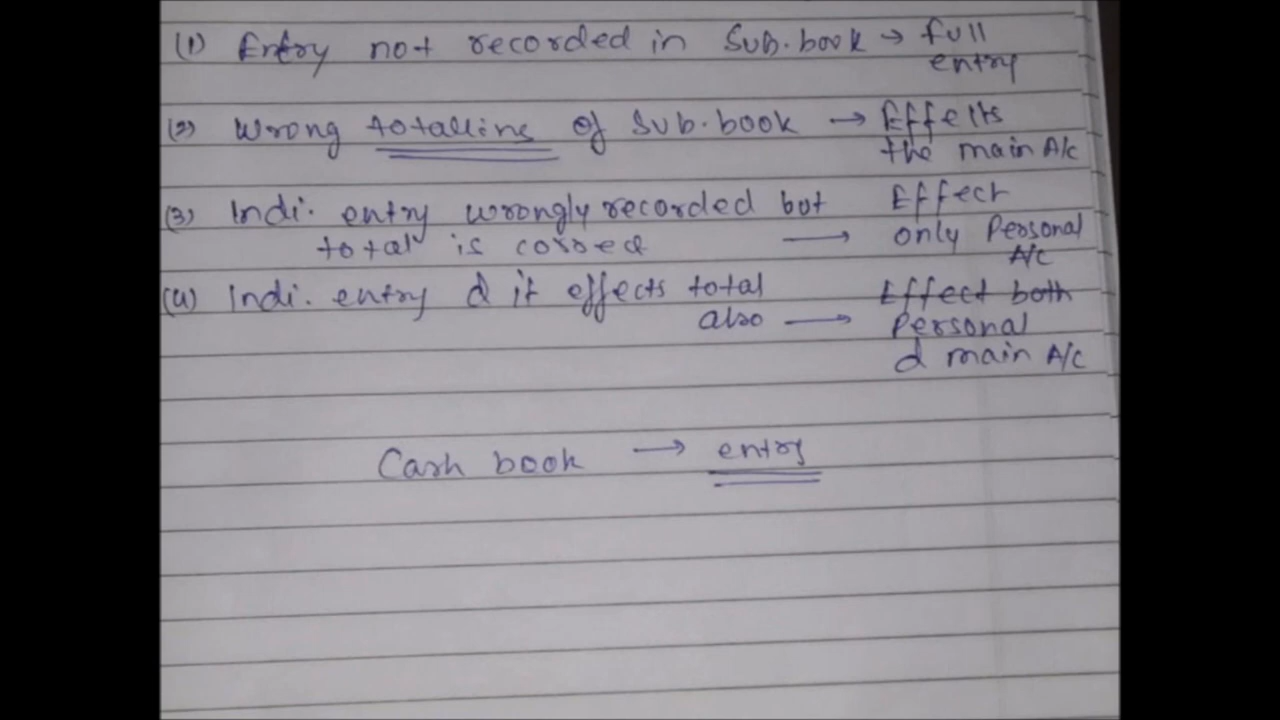 (1) Entry not recorded in Sub. book → full
entry
(2) Wrong totalling of Sub. book → Effects
the main A/c
(3) Indi. entry wrongly recorded but Effect
total is correct → only Personal
A/c
(4) Indi. entry & it effects total Effect both
also → Personal
& main A/c
Cash book → entry